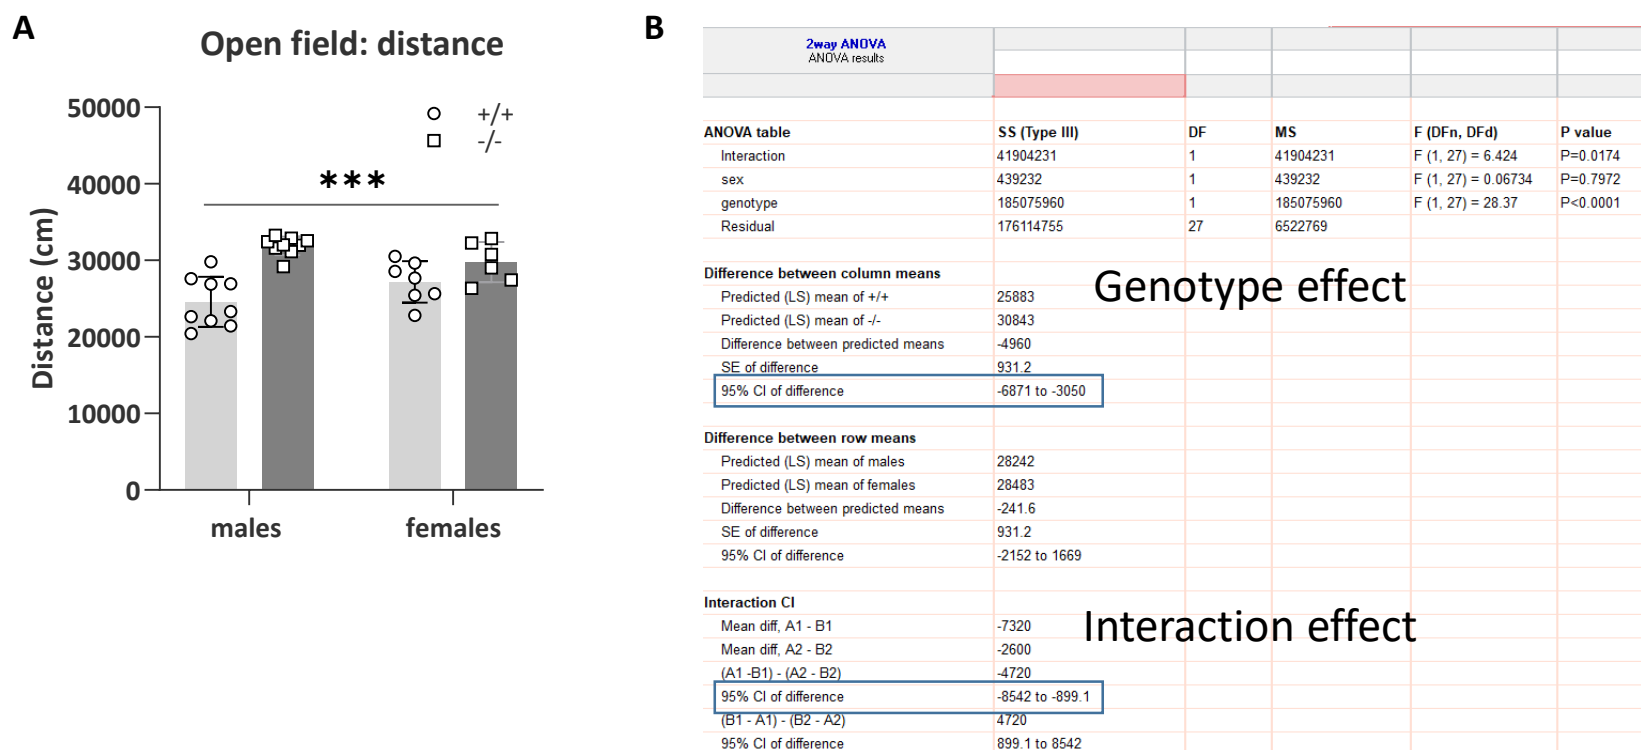 A
Open field: distance
50000
40000
30000
20000
10000
0
Distance (cm)
+/+
-/-
***
males
females
B
2way ANOVA
ANOVA results
ANOVA table SS (Type III) DF MS F (DFn, DFd) P value
Interaction 41904231 1 41904231 F (1, 27) = 6.424 P=0.0174
sex 439232 1 439232 F (1, 27) = 0.06734 P=0.7972
genotype 185075960 1 185075960 F (1, 27) = 28.37 P<0.0001
Residual 176114755 27 6522769
Difference between column means
Genotype effect
Predicted (LS) mean of +/+ 25883
Predicted (LS) mean of -/- 30843
Difference between predicted means -4960
SE of difference 931.2
95% CI of difference -6871 to -3050
Difference between row means
Predicted (LS) mean of males 28242
Predicted (LS) mean of females 28483
Difference between predicted means -241.6
SE of difference 931.2
95% CI of difference -2152 to 1669
Interaction CI
Interaction effect
Mean diff, A1 - B1 -7320
Mean diff, A2 - B2 -2600
(A1 -B1) - (A2 - B2) -4720
95% CI of difference -8542 to -899.1
(B1 - A1) - (B2 - A2) 4720
95% CI of difference 899.1 to 8542